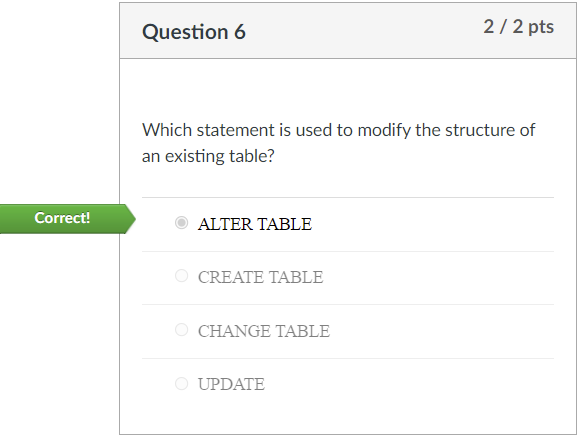 Question 6
2 / 2 pts
Which statement is used to modify the structure of
an existing table?
Correct!
ALTER TABLE
CREATE TABLE
CHANGE TABLE
UPDATE